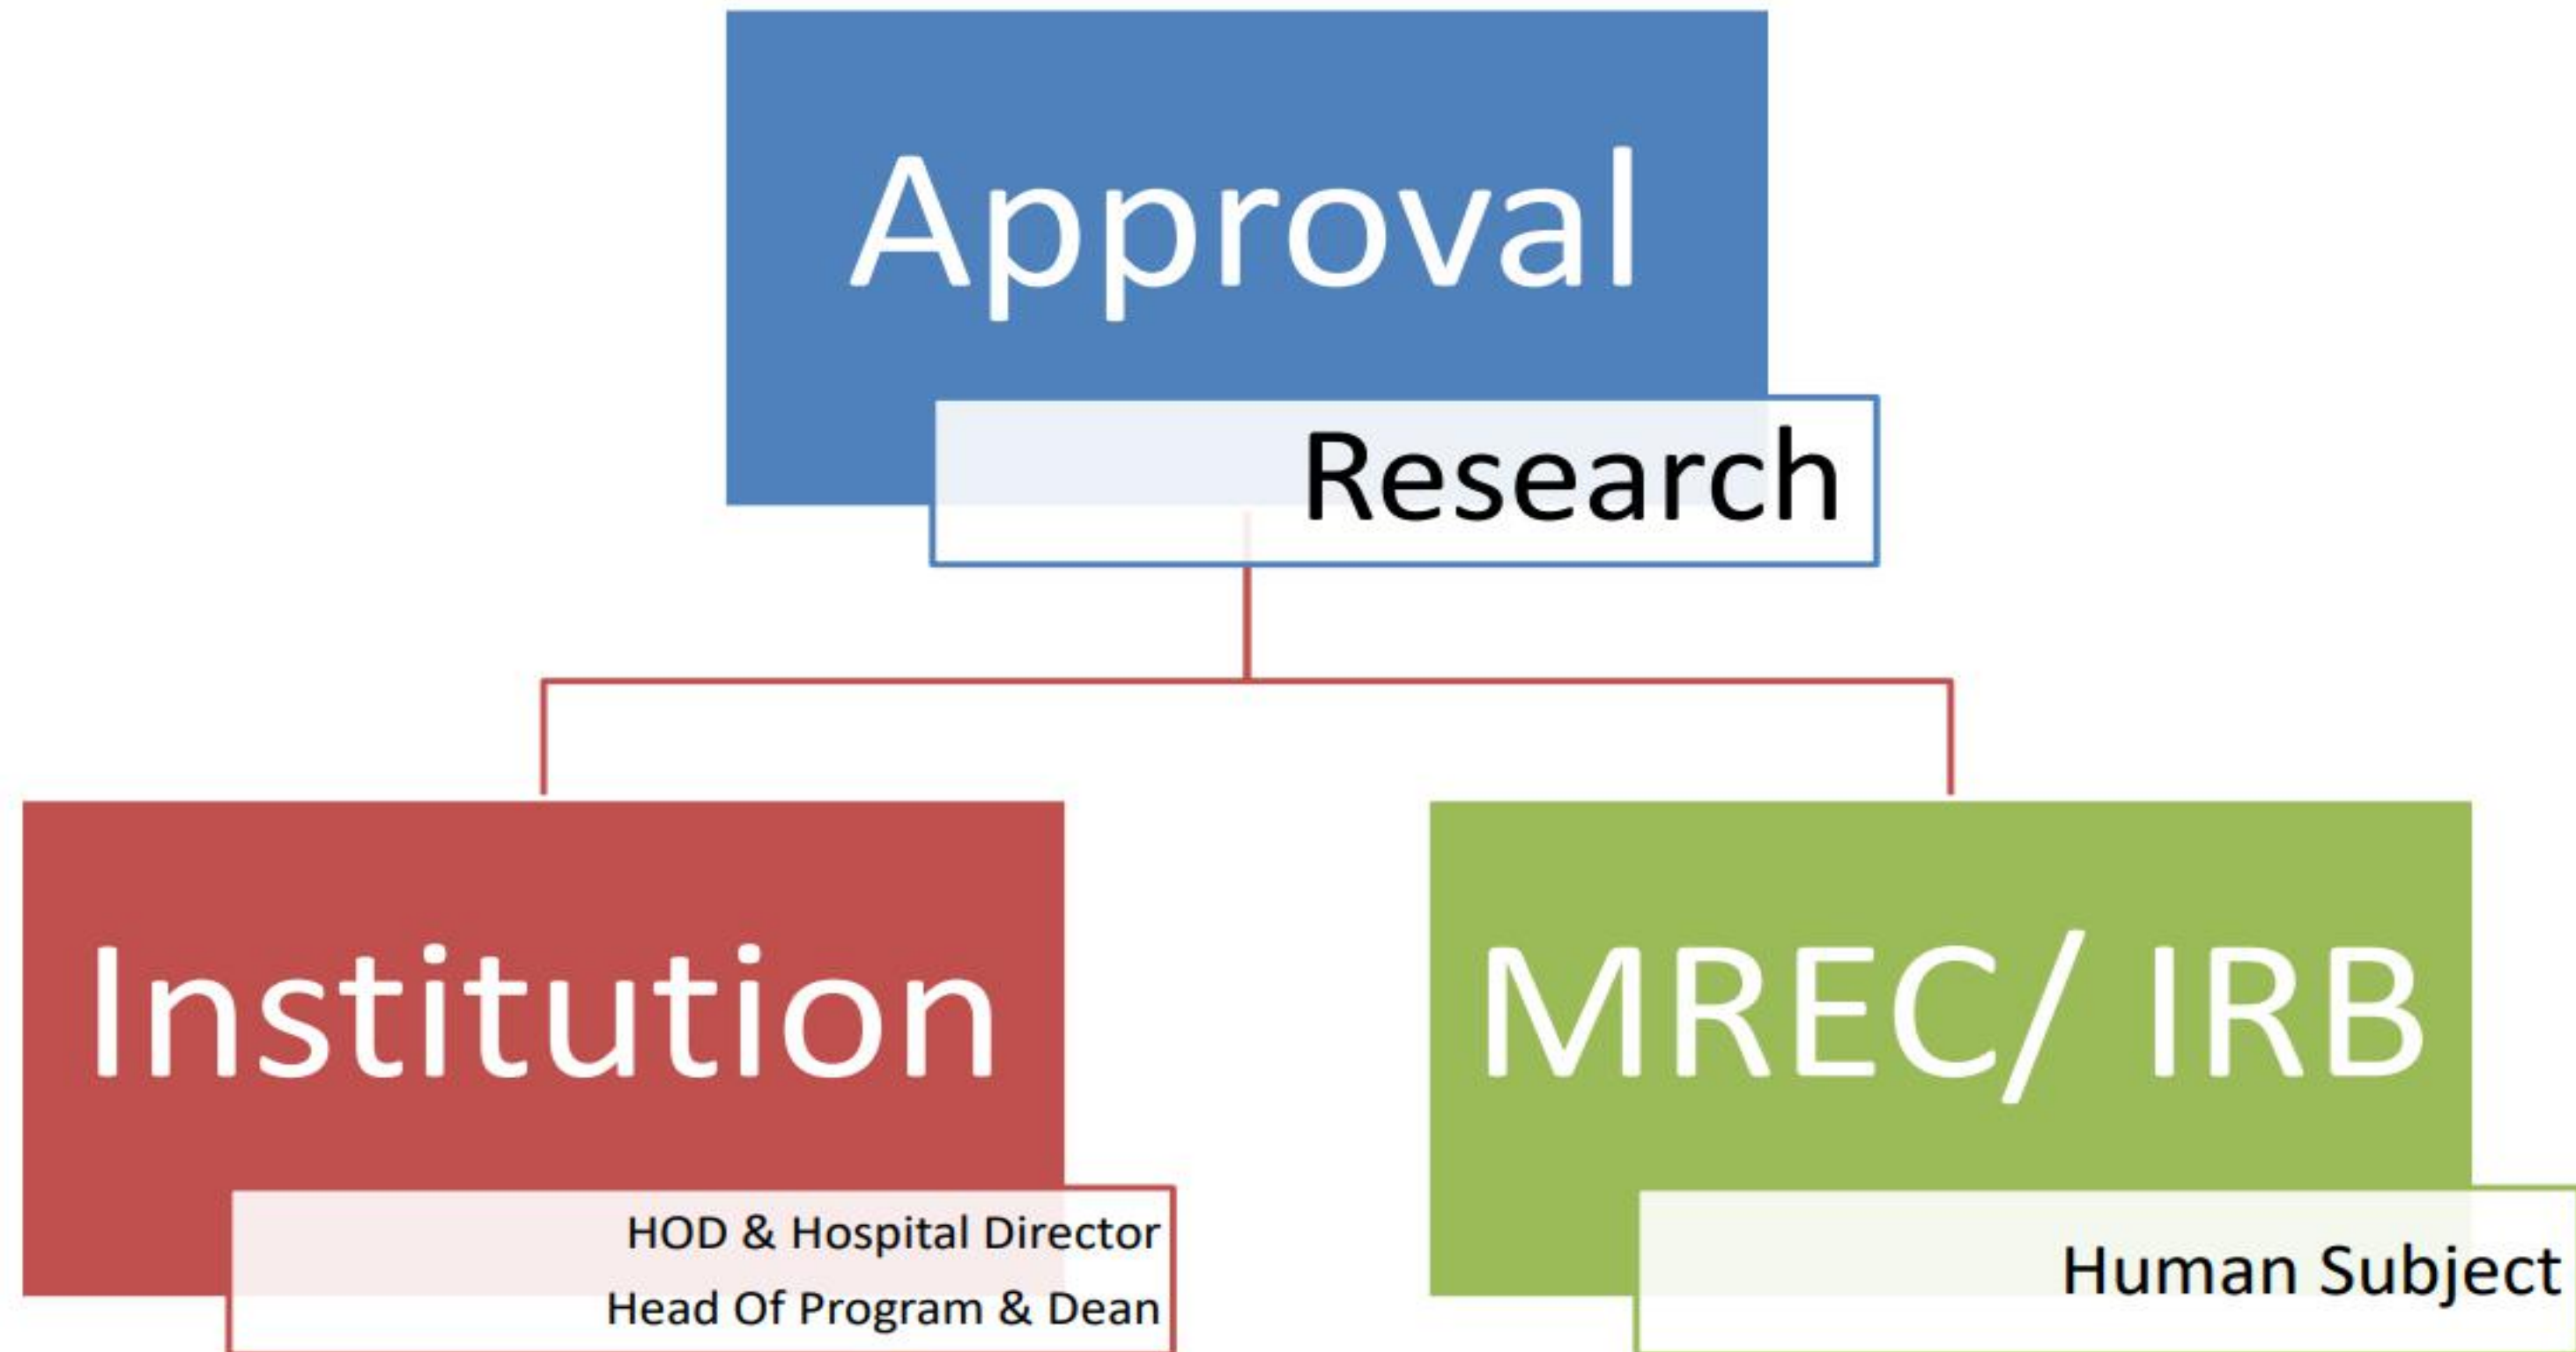 Approval
Research
Institution
HOD & Hospital Director
Head Of Program & Dean
MREC/ IRB
Human Subject